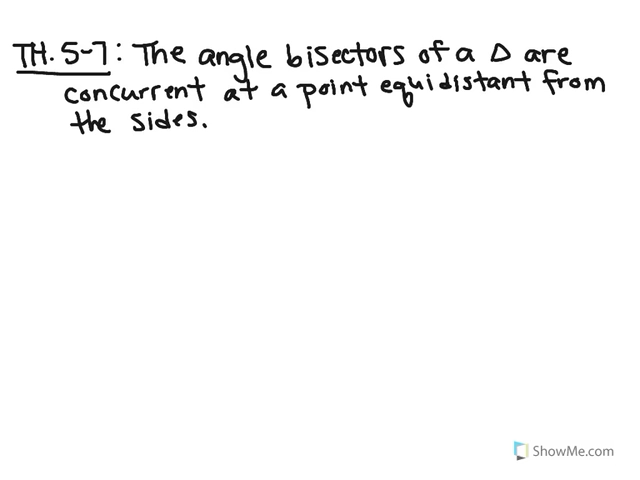 TH. 5-7: The angle bisectors of a Δ are
concurrent at a point equidistant from
the sides.
ShowMe.com